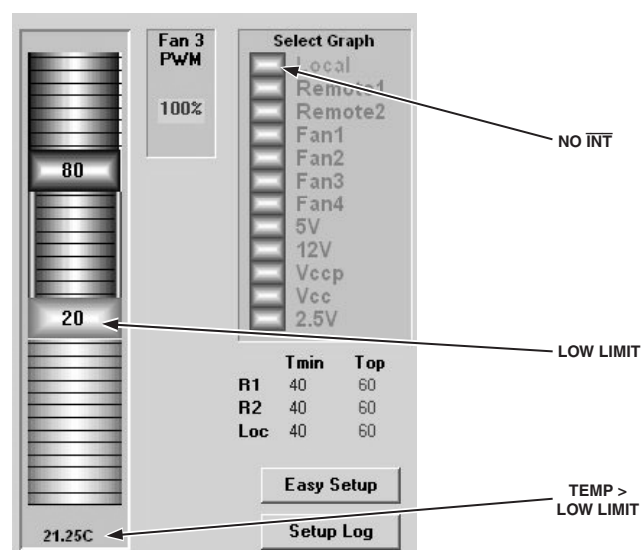 Fan 3
PWM
100%
80
20
21.25C
Select Graph
Local
Remote1
Remote2
Fan1
Fan2
Fan3
Fan4
5V
12V
Vccp
Vcc
2.5V
Tmin Top
R1 40 60
R2 40 60
Loc 40 60
Easy Setup
Setup Log
NO I̅N̅T̅
LOW LIMIT
TEMP >
LOW LIMIT